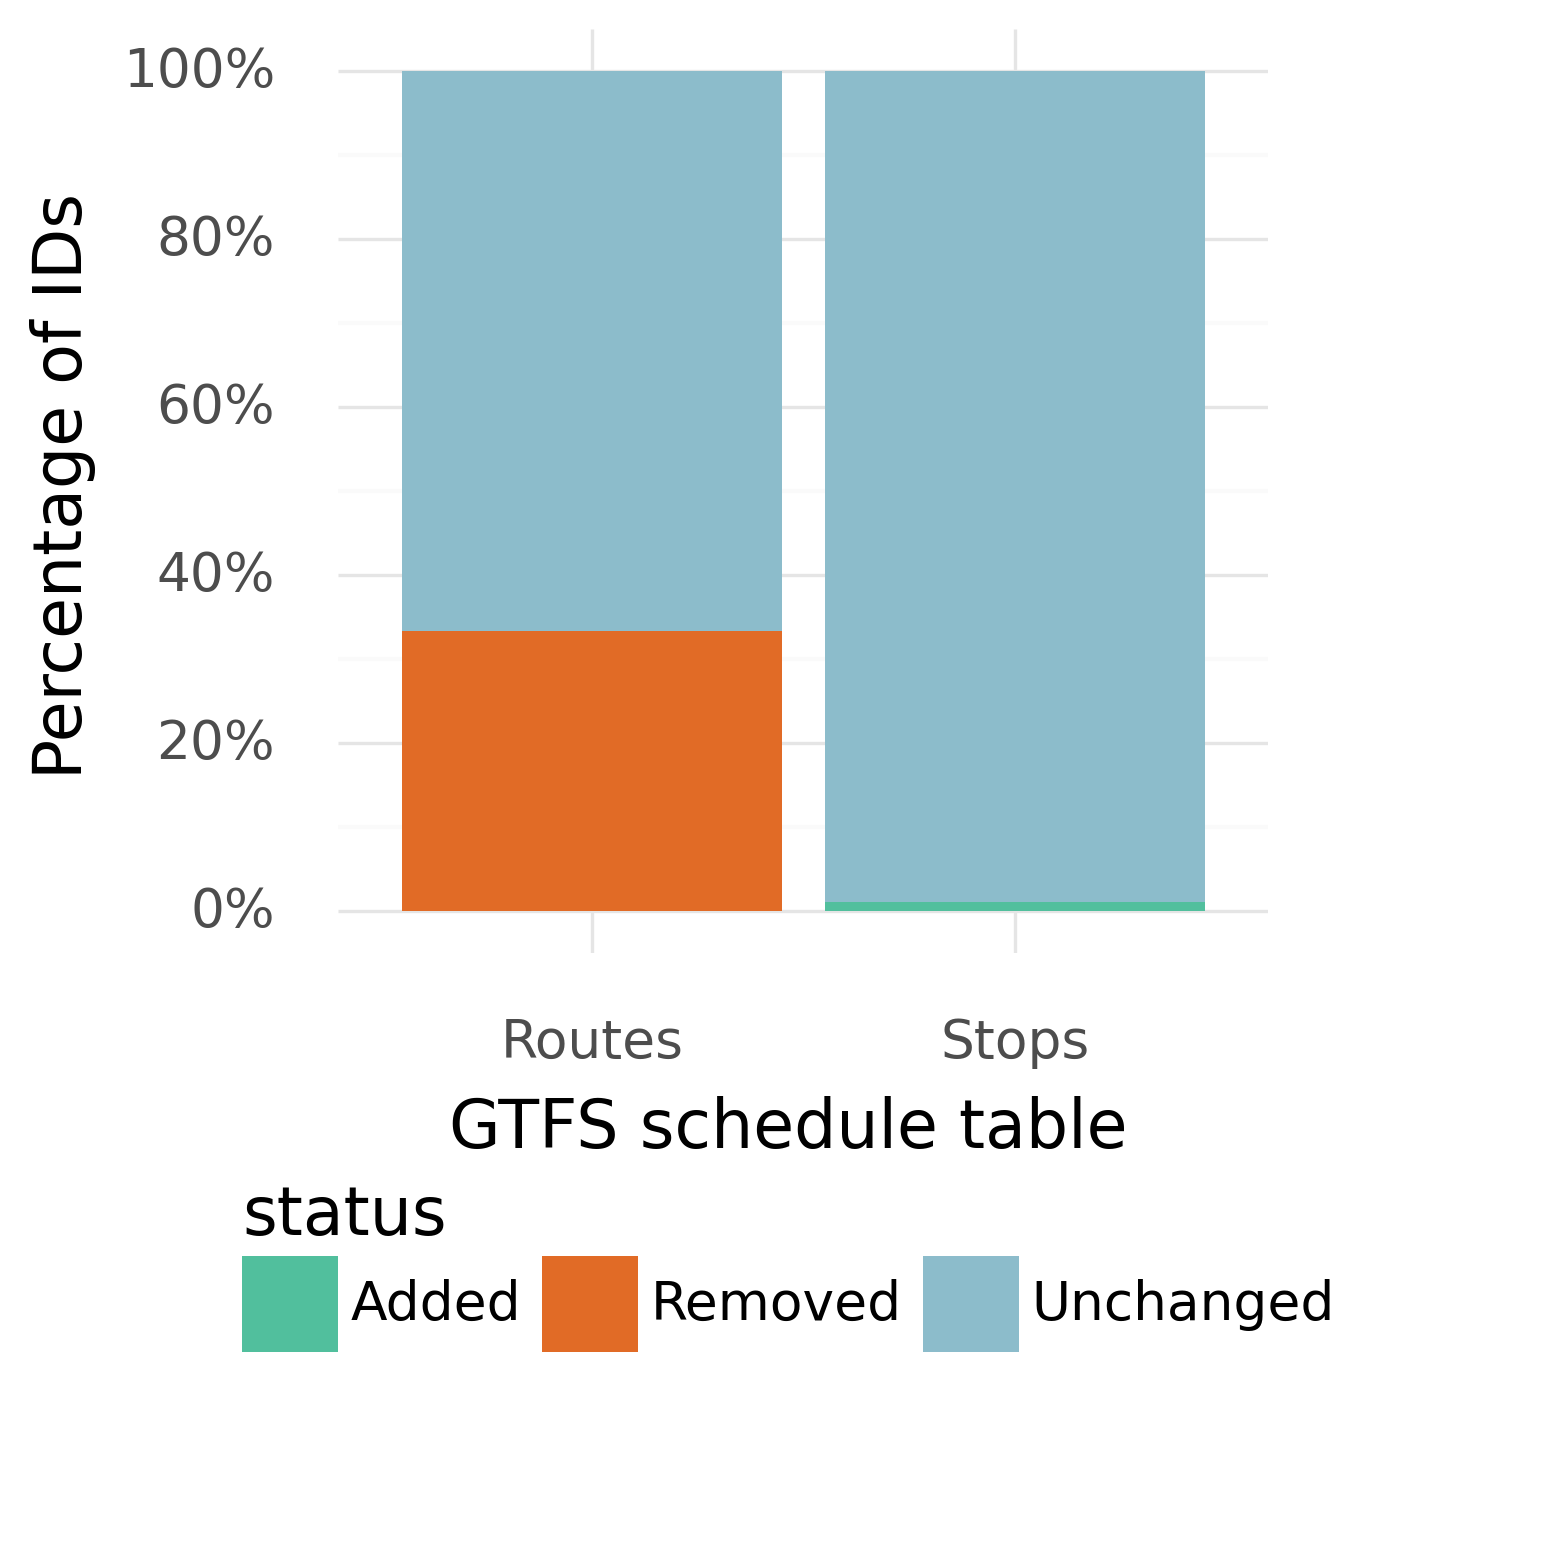 Percentage of IDs
100%
80%
60%
40%
20%
0%
Routes Stops
GTFS schedule table
status
Added Removed Unchanged